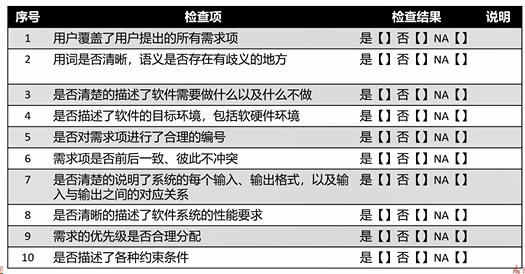 序号 检查项 检查结果 说明
1 用户覆盖了用户提出的所有需求项 是【】否【】NA【】
2 用词是否清晰，语义是否存在有歧义的地方 是【】否【】NA【】
3 是否清楚的描述了软件需要做什么以及什么不做 是【】否【】NA【】
4 是否描述了软件的目标环境，包括软硬件环境 是【】否【】NA【】
5 是否对需求项进行了合理的编号 是【】否【】NA【】
6 需求项是否前后一致、彼此不冲突 是【】否【】NA【】
7 是否清楚的说明了系统的每个输入、输出格式，以及输 是【】否【】NA【】
入与输出之间的对应关系
8 是否清晰的描述了软件系统的性能要求 是【】否【】NA【】
9 需求的优先级是否合理分配 是【】否【】NA【】
10 是否描述了各种约束条件 是【】否【】NA【】